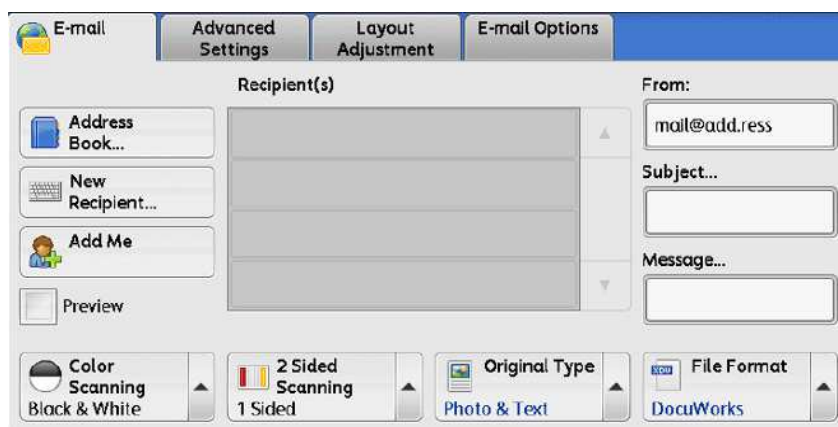 E-mail
Advanced
Settings
Layout
Adjustment
E-mail Options
Recipient(s)
From:
Address
Book...
mail@add.ress
New
Recipient...
Subject...
Add Me
Message...
Preview
Color
Scanning
Black & White
2 Sided
Scanning
1 Sided
Original Type
Photo & Text
XDW
File Format
DocuWorks